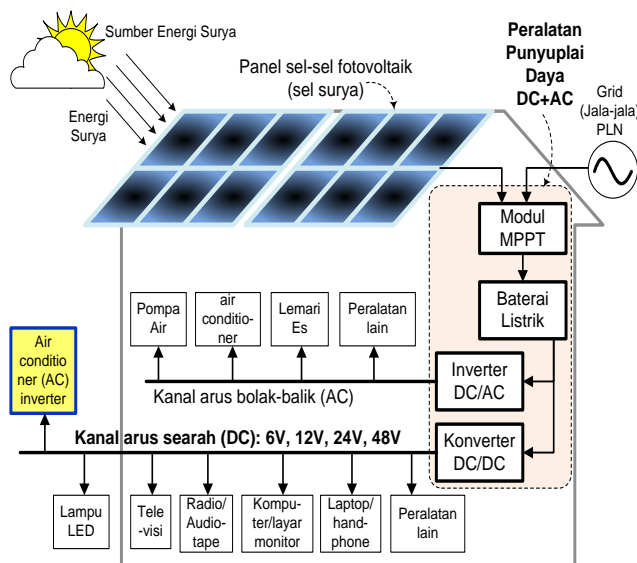 Sumber Energi Surya
Energi
Surya
Panel sel-sel fotovoltaik
(sel surya)
Peralatan
Punyuplai
Daya
DC+AC
Grid
(Jala-jala)
PLN
Modul
MPPT
Baterai
Listrik
Inverter
DC/AC
Konverter
DC/DC
Pompa
Air
air
conditio-
ner
Lemari
Es
Peralatan
lain
Kanal arus bolak-balik (AC)
Air
conditio
ner (AC)
inverter
Kanal arus searah (DC): 6V, 12V, 24V, 48V
Lampu
LED
Tele
-visi
Radio/
Audio-
tape
Kompu-
ter/layar
monitor
Laptop/
hand-
phone
Peralatan
lain